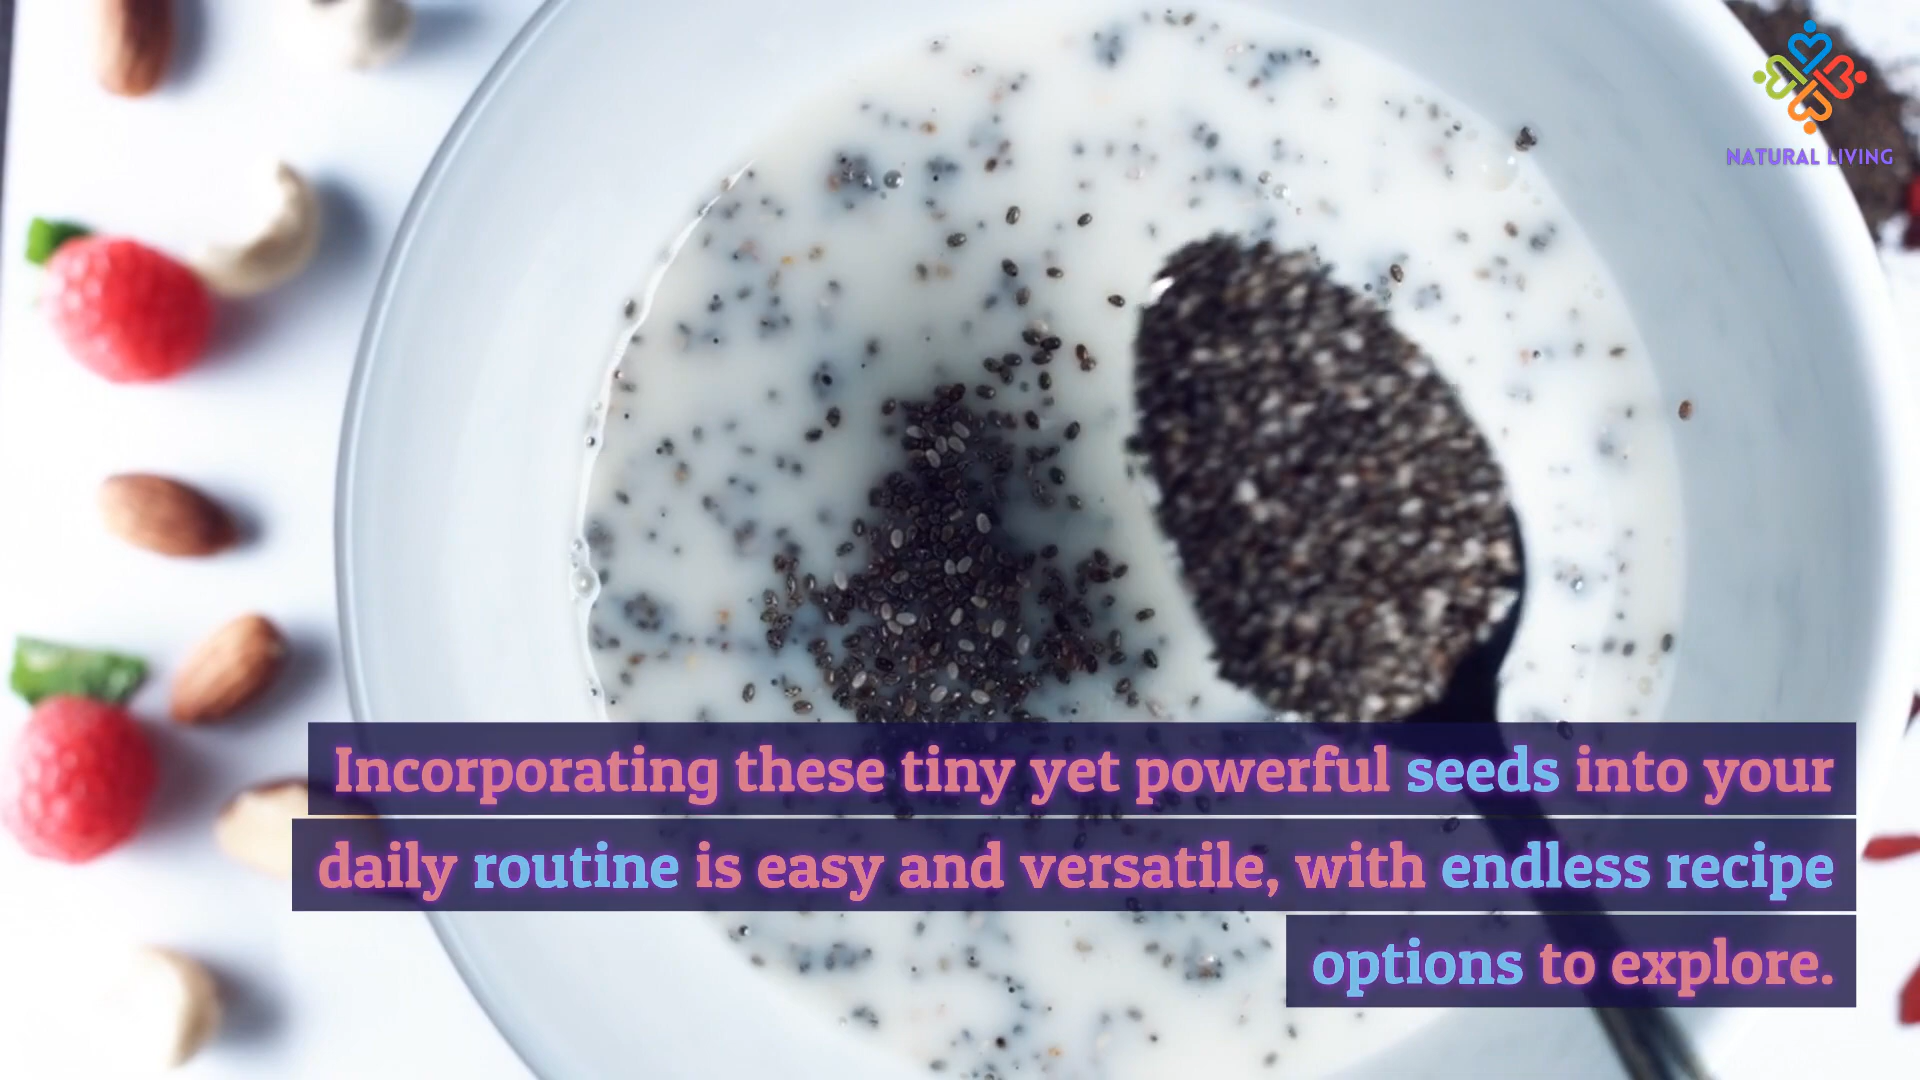 NATURAL LIVING
Incorporating these tiny yet powerful seeds into your
daily routine is easy and versatile, with endless recipe
options to explore.